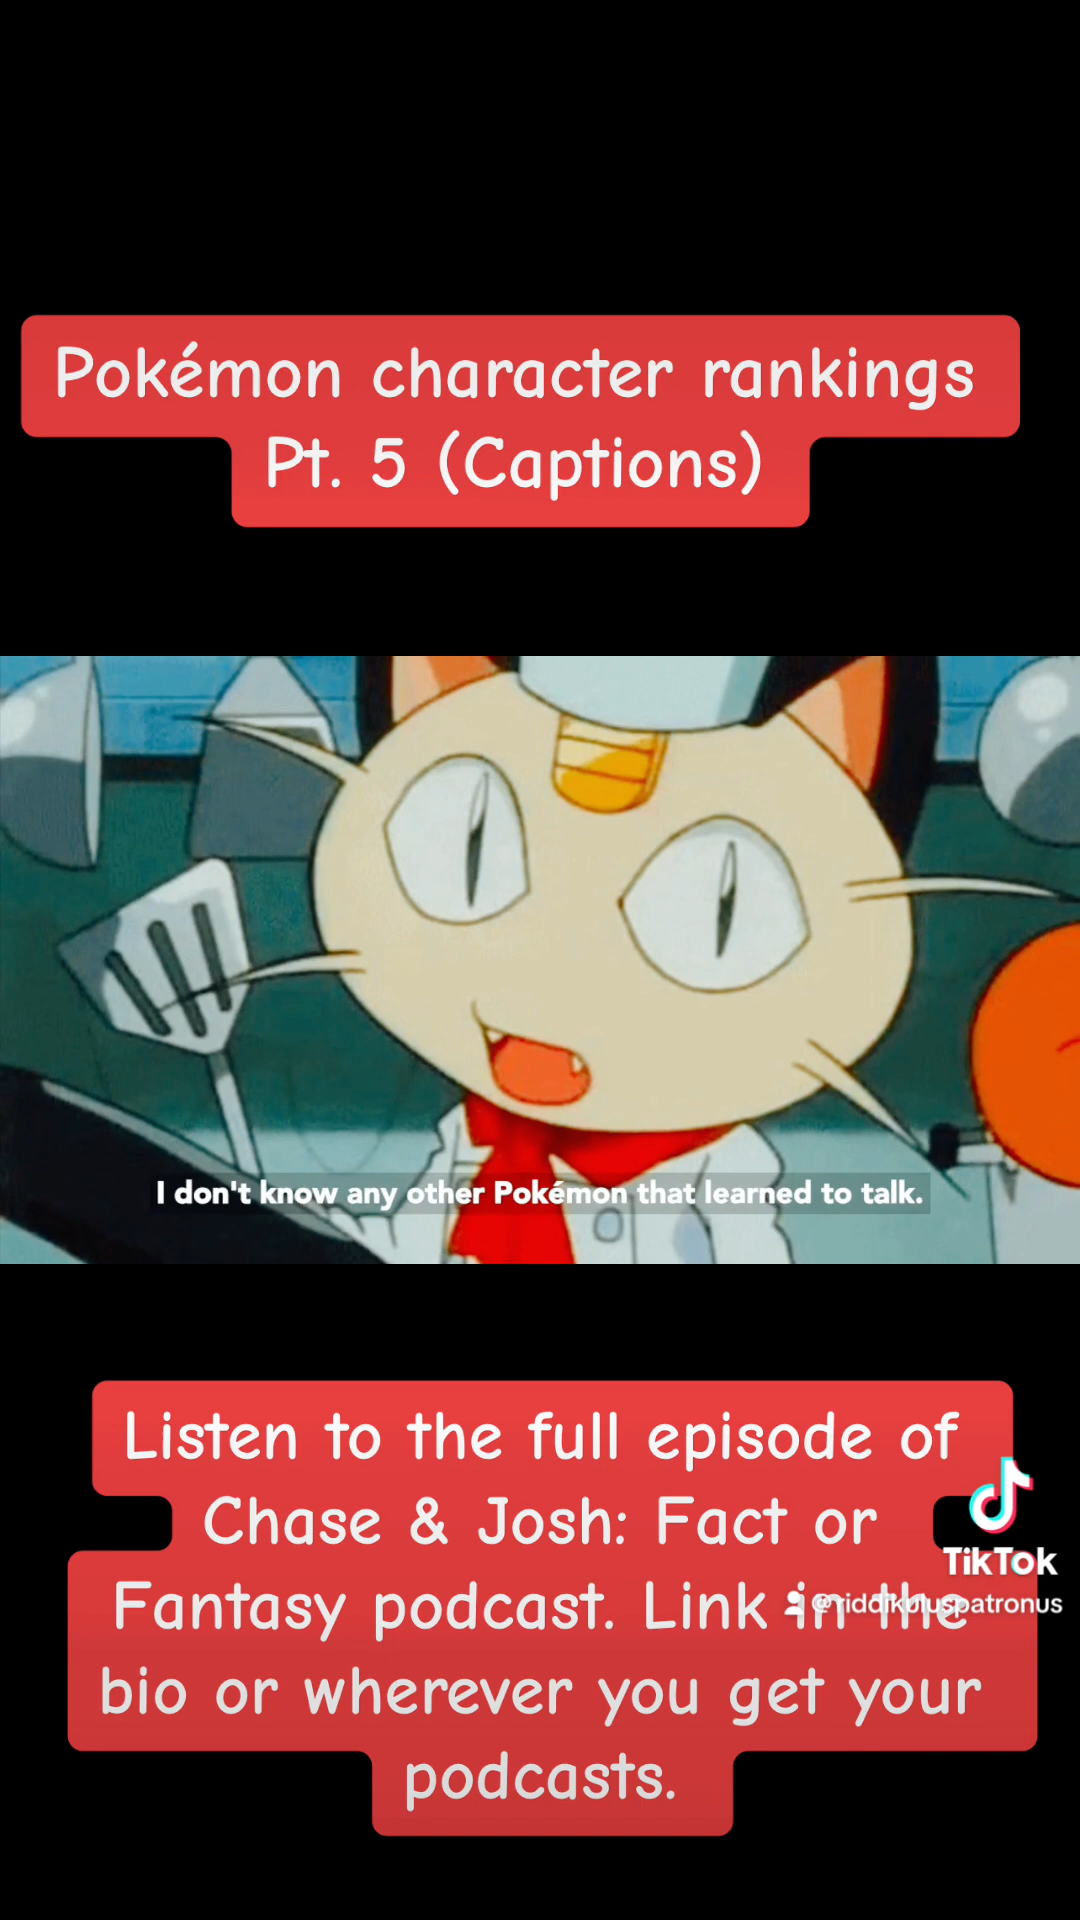 Pokémon character rankings
Pt. 5 (Captions)
I don't know any other Pokémon that learned to talk.
Listen to the full episode of
Chase & Josh: Fact or
Fantasy podcast. Link in the
bio or wherever you get your
podcasts.
TikTok
@riddikuluspatronus